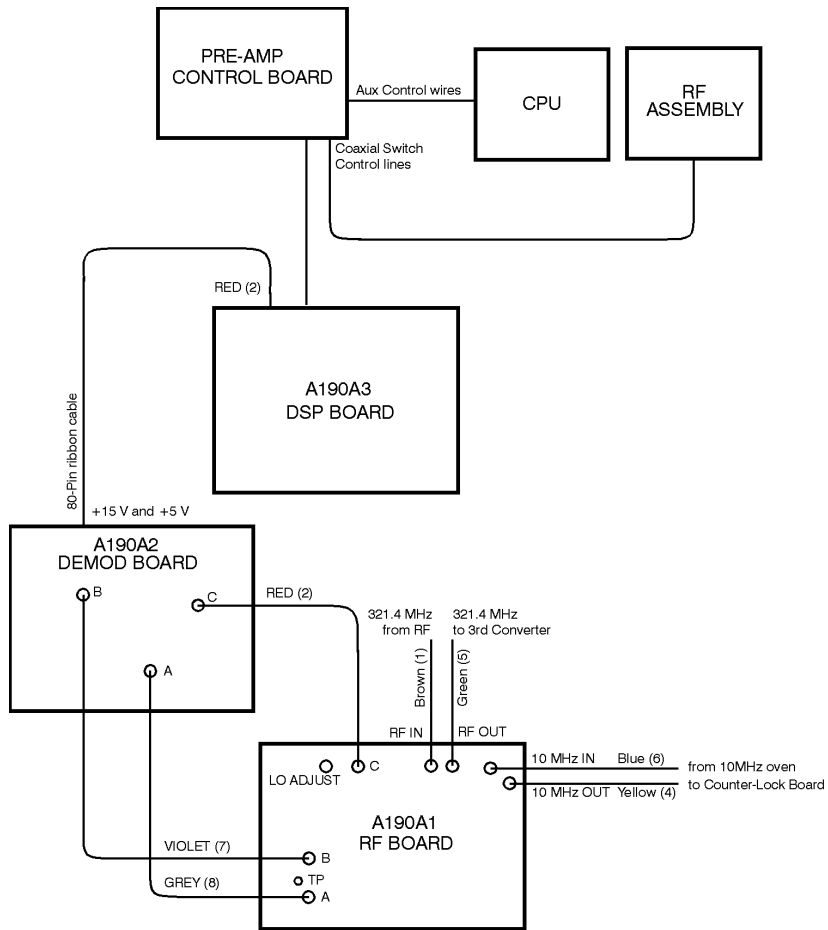 PRE-AMP
CONTROL BOARD
Aux Control wires
CPU
RF
ASSEMBLY
Coaxial Switch
Control lines
RED (2)
A190A3
DSP BOARD
80-Pin ribbon cable
+15 V and +5 V
A190A2
DEMOD BOARD
B
C
RED (2)
A
321.4 MHz
from RF
321.4 MHz
to 3rd Converter
Brown (1)
Green (5)
RF IN
RF OUT
LO ADJUST
C
10 MHz IN Blue (6)
from 10MHz oven
10 MHz OUT Yellow (4)
to Counter-Lock Board
A190A1
RF BOARD
VIOLET (7)
B
TP
GREY (8)
A